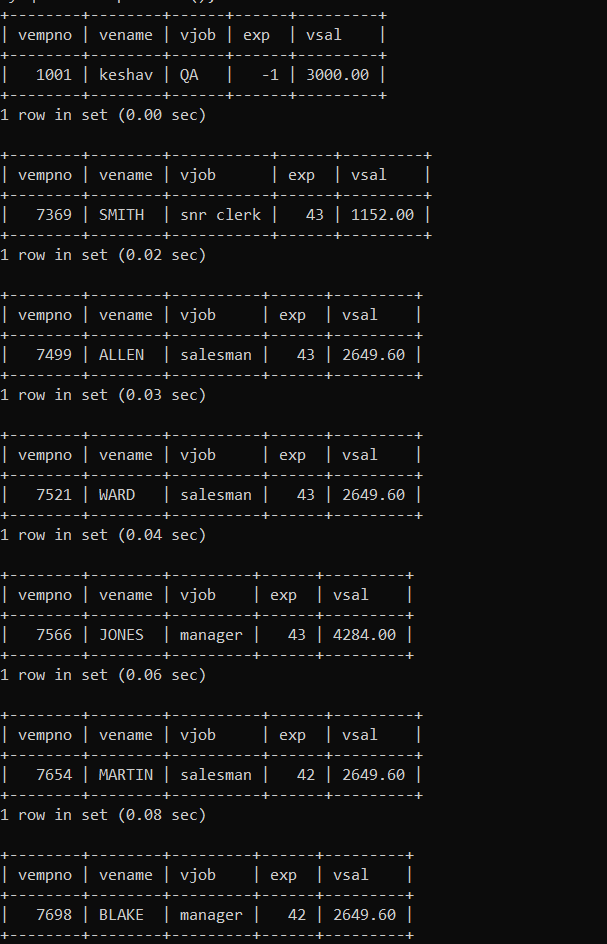 +--------+--------+------+------+---------+
| vempno | vename | vjob | exp  | vsal    |
+--------+--------+------+------+---------+
|   1001 | keshav | QA   |   -1 | 3000.00 |
+--------+--------+------+------+---------+
1 row in set (0.00 sec)

+--------+--------+-----------+------+---------+
| vempno | vename | vjob      | exp  | vsal    |
+--------+--------+-----------+------+---------+
|   7369 | SMITH  | snr clerk |   43 | 1152.00 |
+--------+--------+-----------+------+---------+
1 row in set (0.02 sec)

+--------+--------+----------+------+---------+
| vempno | vename | vjob     | exp  | vsal    |
+--------+--------+----------+------+---------+
|   7499 | ALLEN  | salesman |   43 | 2649.60 |
+--------+--------+----------+------+---------+
1 row in set (0.03 sec)

+--------+--------+----------+------+---------+
| vempno | vename | vjob     | exp  | vsal    |
+--------+--------+----------+------+---------+
|   7521 | WARD   | salesman |   43 | 2649.60 |
+--------+--------+----------+------+---------+
1 row in set (0.04 sec)

+--------+--------+---------+------+---------+
| vempno | vename | vjob    | exp  | vsal    |
+--------+--------+---------+------+---------+
|   7566 | JONES  | manager |   43 | 4284.00 |
+--------+--------+---------+------+---------+
1 row in set (0.06 sec)

+--------+--------+----------+------+---------+
| vempno | vename | vjob     | exp  | vsal    |
+--------+--------+----------+------+---------+
|   7654 | MARTIN | salesman |   42 | 2649.60 |
+--------+--------+----------+------+---------+
1 row in set (0.08 sec)

+--------+--------+---------+------+---------+
| vempno | vename | vjob    | exp  | vsal    |
+--------+--------+---------+------+---------+
|   7698 | BLAKE  | manager |   42 | 2649.60 |
+--------+--------+---------+------+---------+